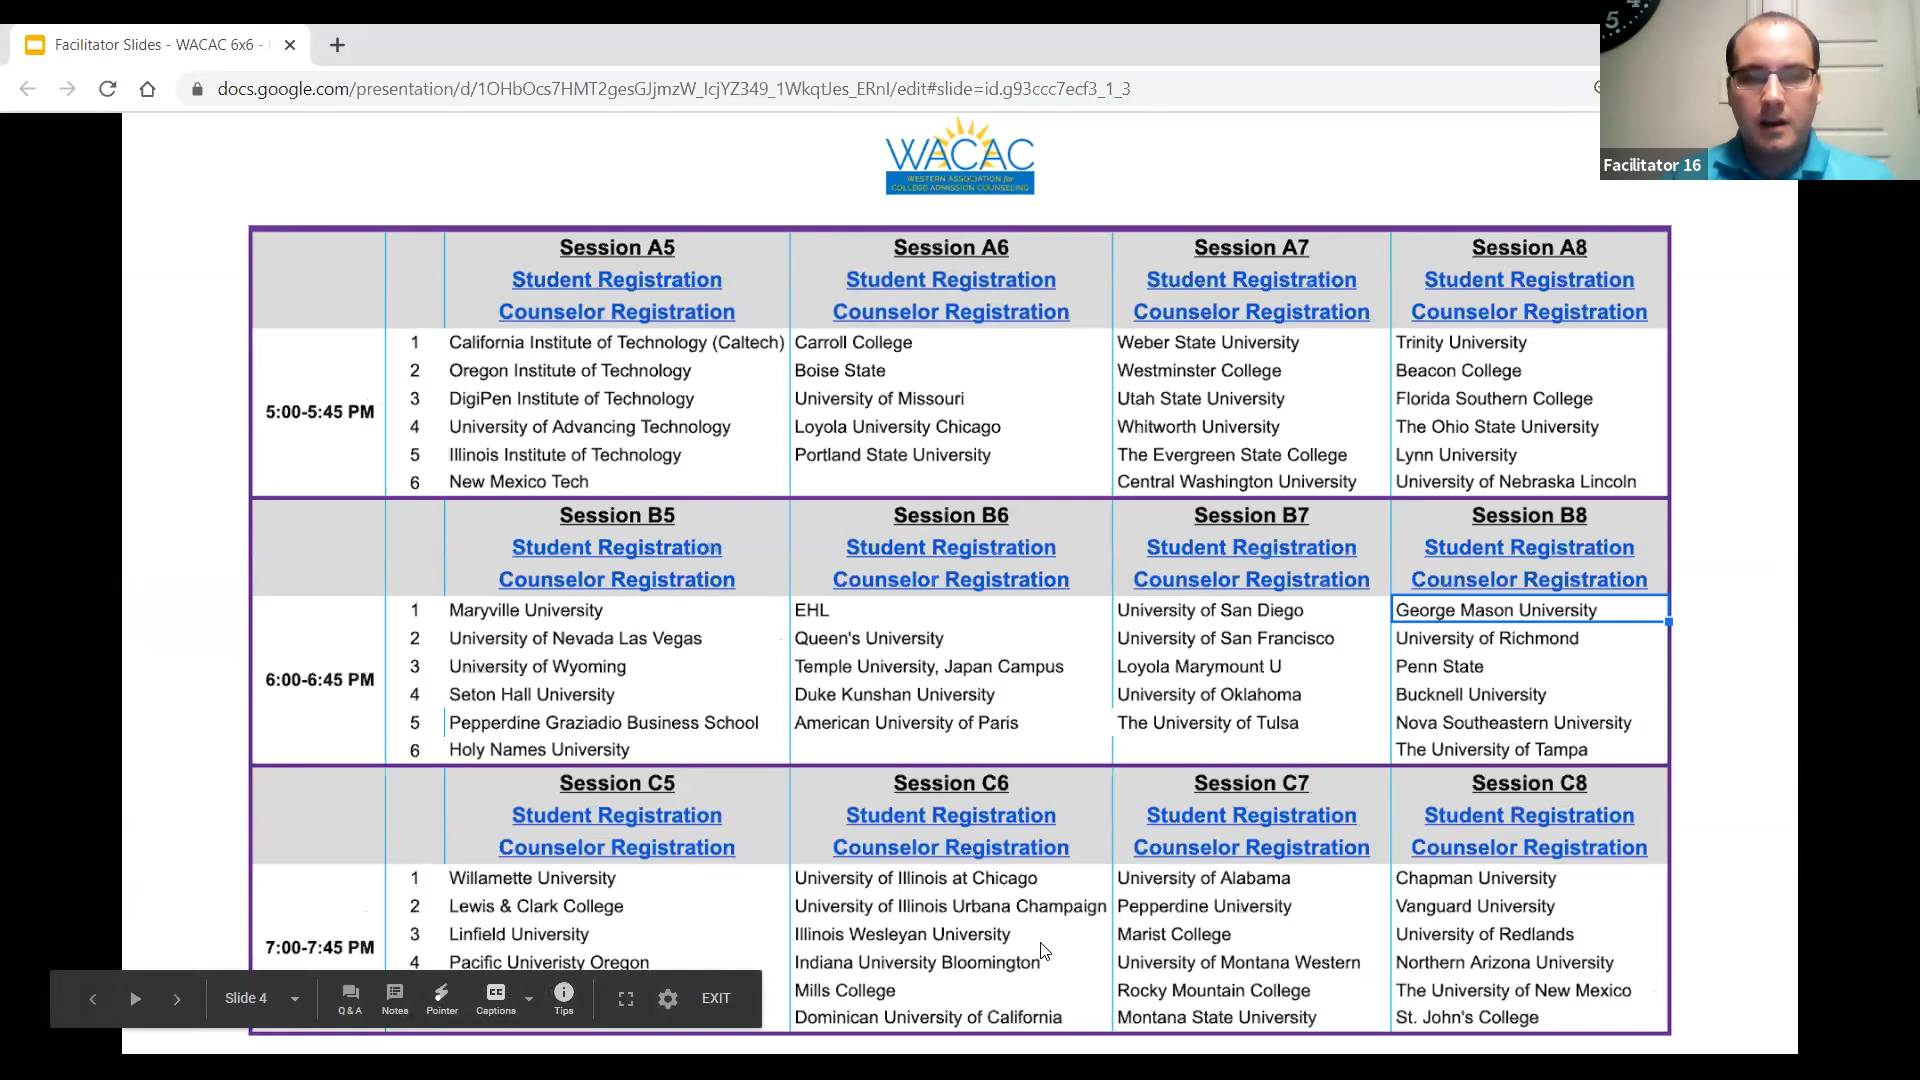 Facilitator Slides - WACAC 6x6 -
docs.google.com/presentation/d/1OHbOcs7HMT2gesGJjmzW_IcjYZ349_1WkqtJes_ERnI/edit#slide=id.g93ccc7ecf3_1_3
5
Facilitator 16
WACAC
WESTERN ASSOCIATION for
COLLEGE ADMISSION COUNSELING
Session A5 Session A6 Session A7 Session A8
Student Registration Student Registration Student Registration Student Registration
Counselor Registration Counselor Registration Counselor Registration Counselor Registration
5:00-5:45 PM
1 California Institute of Technology (Caltech) Carroll College Weber State University Trinity University
2 Oregon Institute of Technology Boise State Westminster College Beacon College
3 DigiPen Institute of Technology University of Missouri Utah State University Florida Southern College
4 University of Advancing Technology Loyola University Chicago Whitworth University The Ohio State University
5 Illinois Institute of Technology Portland State University The Evergreen State College Lynn University
6 New Mexico Tech Central Washington University University of Nebraska Lincoln
Session B5 Session B6 Session B7 Session B8
Student Registration Student Registration Student Registration Student Registration
Counselor Registration Counselor Registration Counselor Registration Counselor Registration
6:00-6:45 PM
1 Maryville University EHL University of San Diego George Mason University
2 University of Nevada Las Vegas Queen's University University of San Francisco University of Richmond
3 University of Wyoming Temple University, Japan Campus Loyola Marymount U Penn State
4 Seton Hall University Duke Kunshan University University of Oklahoma Bucknell University
5 Pepperdine Graziadio Business School American University of Paris The University of Tulsa Nova Southeastern University
6 Holy Names University The University of Tampa
Session C5 Session C6 Session C7 Session C8
Student Registration Student Registration Student Registration Student Registration
Counselor Registration Counselor Registration Counselor Registration Counselor Registration
7:00-7:45 PM
1 Willamette University University of Illinois at Chicago University of Alabama Chapman University
2 Lewis & Clark College University of Illinois Urbana Champaign Pepperdine University Vanguard University
3 Linfield University Illinois Wesleyan University Marist College University of Redlands
4 Pacific Univeristy Oregon Indiana University Bloomington University of Montana Western Northern Arizona University
Mills College Rocky Mountain College The University of New Mexico
Dominican University of California Montana State University St. John's College
Slide 4
Q & A
Notes
Pointer
CC
Captions
Tips
EXIT